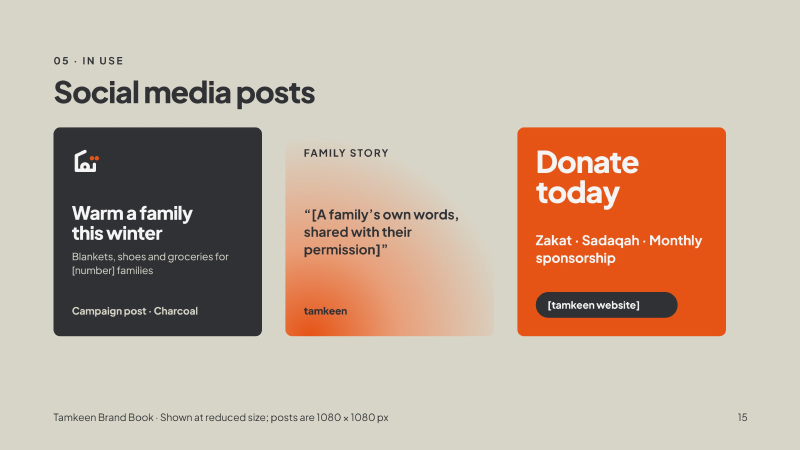 05 · IN USE
Social media posts
تما
Warm a family
this winter
Blankets, shoes and groceries for
[number] families
Campaign post · Charcoal
FAMILY STORY
“[A family’s own words,
shared with their
permission]”
tamkeen
Donate
today
Zakat · Sadaqah · Monthly
sponsorship
[tamkeen website]
Tamkeen Brand Book · Shown at reduced size; posts are 1080 × 1080 px
15